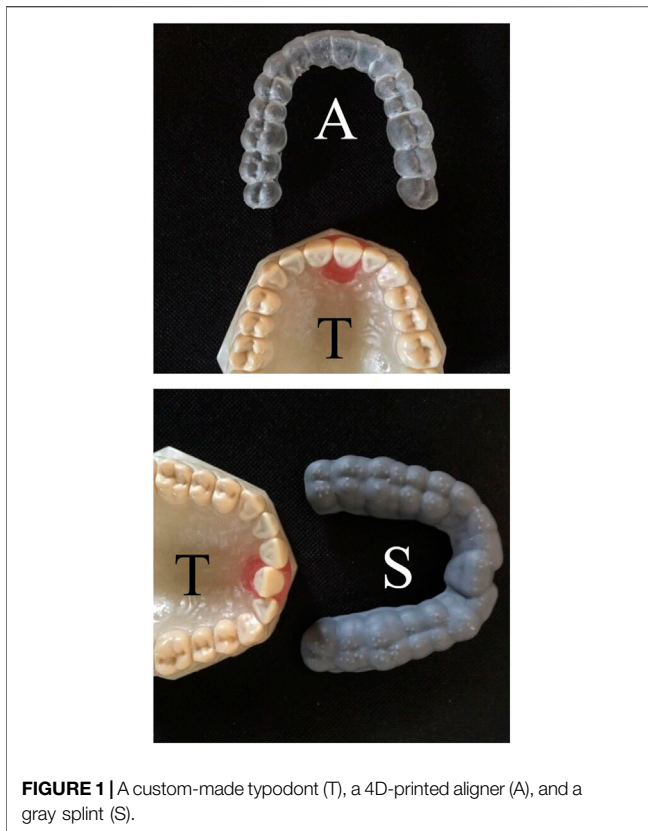 A
T
T
S
FIGURE 1 | A custom-made typodont (T), a 4D-printed aligner (A), and a
gray splint (S).